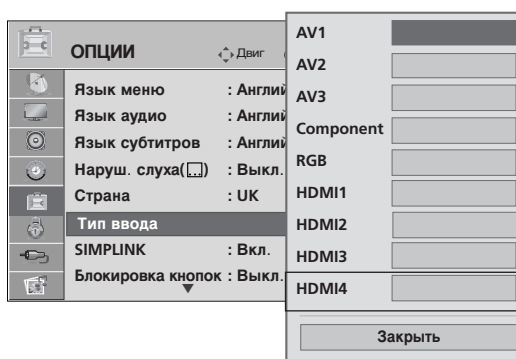 ОПЦИИ
Двиг
Язык меню : Англий
Язык аудио : Англий
Язык субтитров : Англий
Наруш. слуха( ) : Выкл.
Страна : UK
Тип ввода
SIMPLINK : Вкл.
Блокировка кнопок : Выкл.
AV1
AV2
AV3
Component
RGB
HDMI1
HDMI2
HDMI3
HDMI4
Закрыть